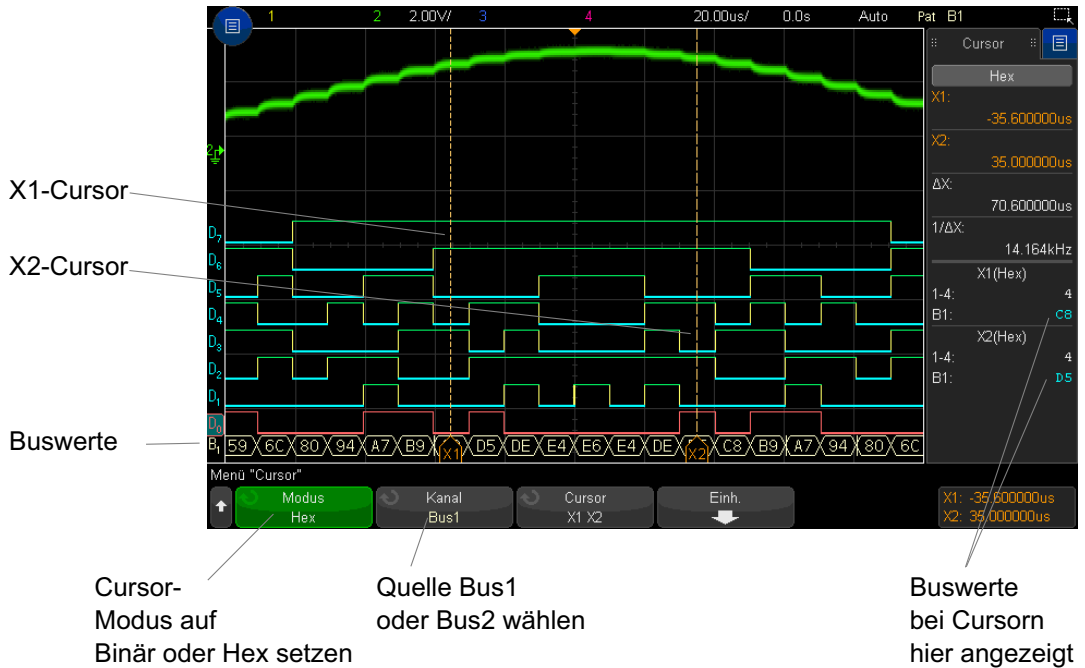 1 2 2.00V/ 3 4 20.00us/ 0.0s Auto Pat B1
Cursor
Hex
X1:
-35.600000us
X2:
35.000000us
ΔX:
70.600000us
1/ΔX:
14.164kHz
X1(Hex)
1-4: 4
B1: C8
X2(Hex)
1-4: 4
B1: D5
2
X1-Cursor
X2-Cursor
Buswerte
D7
D6
D5
D4
D3
D2
D1
D0
B1 59 6C 80 94 A7 B9 X1 D5 DE E4 E6 E4 DE X2 C8 B9 A7 94 80 6C
Menü "Cursor"
Modus
Hex
Kanal
Bus1
Cursor
X1 X2
Einh.
X1: -35.600000us
X2: 35.000000us
Cursor-
Modus auf
Binär oder Hex setzen
Quelle Bus1
oder Bus2 wählen
Buswerte
bei Cursorn
hier angezeigt